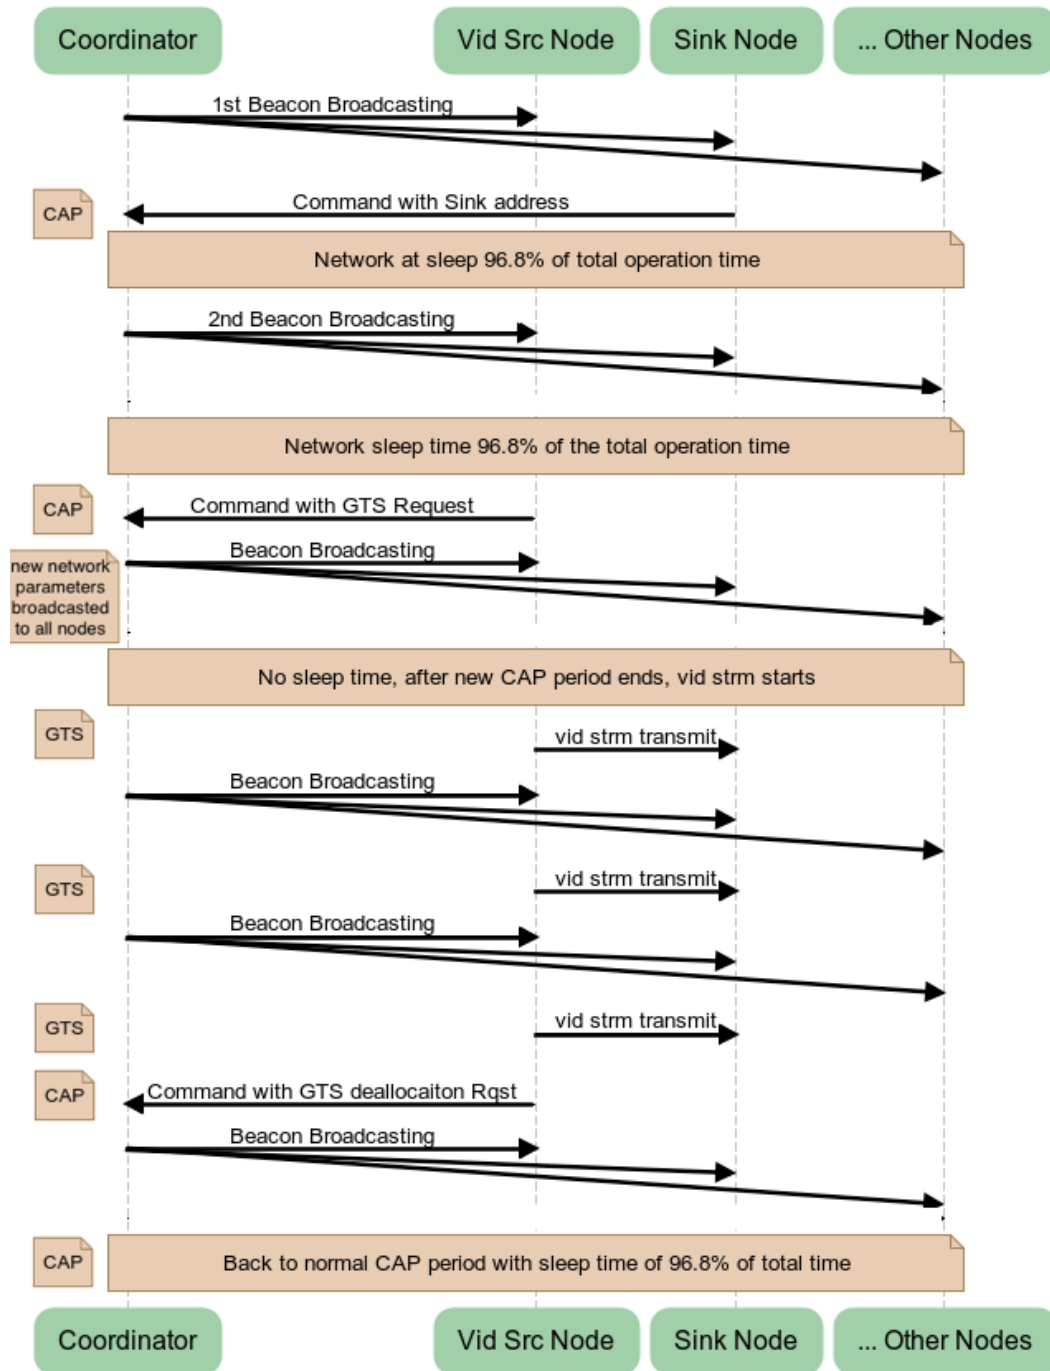 Coordinator
Vid Src Node
Sink Node
... Other Nodes
1st Beacon Broadcasting
CAP
Command with Sink address
Network at sleep 96.8% of total operation time
2nd Beacon Broadcasting
Network sleep time 96.8% of the total operation time
CAP
Command with GTS Request
Beacon Broadcasting
new network
parameters
broadcasted
to all nodes
No sleep time, after new CAP period ends, vid strm starts
GTS
vid strm transmit
Beacon Broadcasting
GTS
vid strm transmit
Beacon Broadcasting
GTS
vid strm transmit
CAP
Command with GTS deallocaiton Rqst
Beacon Broadcasting
CAP
Back to normal CAP period with sleep time of 96.8% of total time
Coordinator
Vid Src Node
Sink Node
... Other Nodes